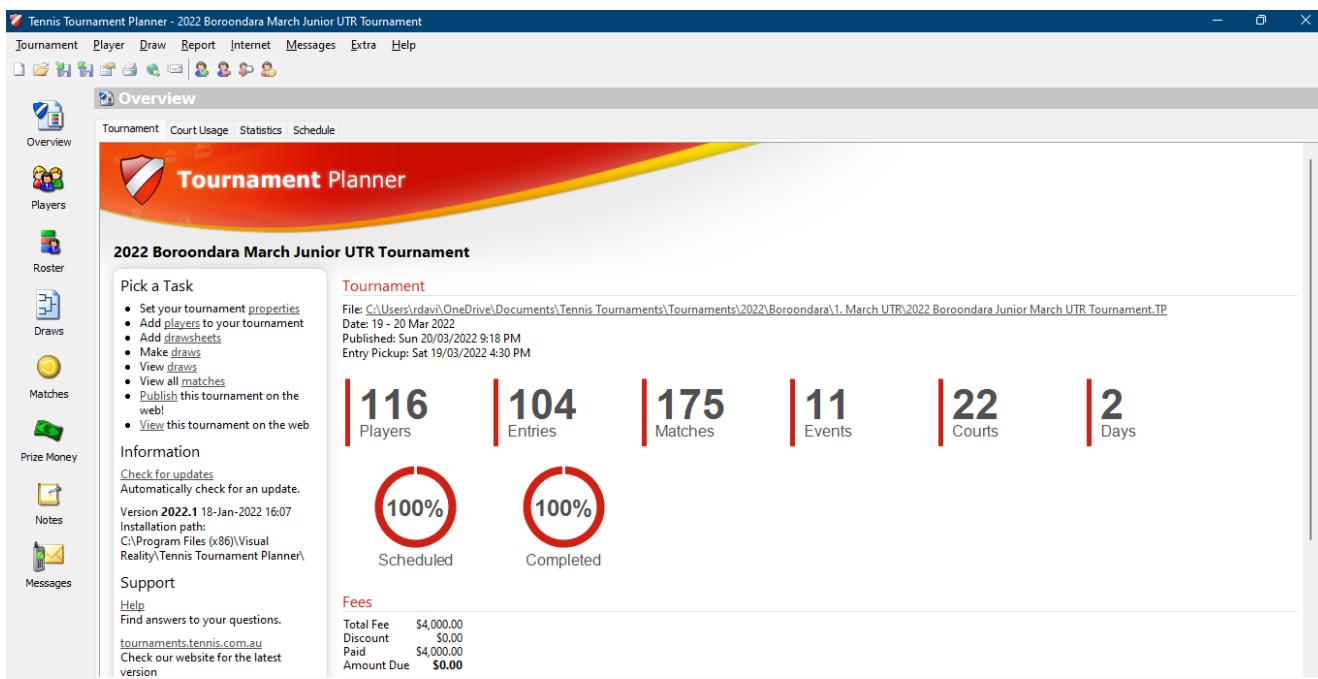 Tennis Tournament Planner - 2022 Boroondara March Junior UTR Tournament
Tournament Player Draw Report Internet Messages Extra Help
Overview
Tournament Court Usage Statistics Schedule
Overview
Players
Roster
Draws
Matches
Prize Money
Notes
Messages
Tournament Planner
2022 Boroondara March Junior UTR Tournament
Pick a Task
Set your tournament properties
Add players to your tournament
Add drawsheets
Make draws
View draws
View all matches
Publish this tournament on the
web!
View this tournament on the web
Information
Check for updates
Automatically check for an update.
Version 2022.1 18-Jan-2022 16:07
Installation path:
C:\Program Files (x86)\Visual
Reality\Tennis Tournament Planner\
Support
Help
Find answers to your questions.
tournaments.tennis.com.au
Check our website for the latest
version
Tournament
File: C:\Users\rdavi\OneDrive\Documents\Tennis Tournaments\Tournaments\2022\Boroondara\1. March UTR\2022 Boroondara Junior March UTR Tournament.TP
Date: 19 - 20 Mar 2022
Published: Sun 20/03/2022 9:18 PM
Entry Pickup: Sat 19/03/2022 4:30 PM
116 104 175 11 22 2
Players Entries Matches Events Courts Days
100% 100%
Scheduled Completed
Fees
Total Fee $4,000.00
Discount $0.00
Paid $4,000.00
Amount Due $0.00